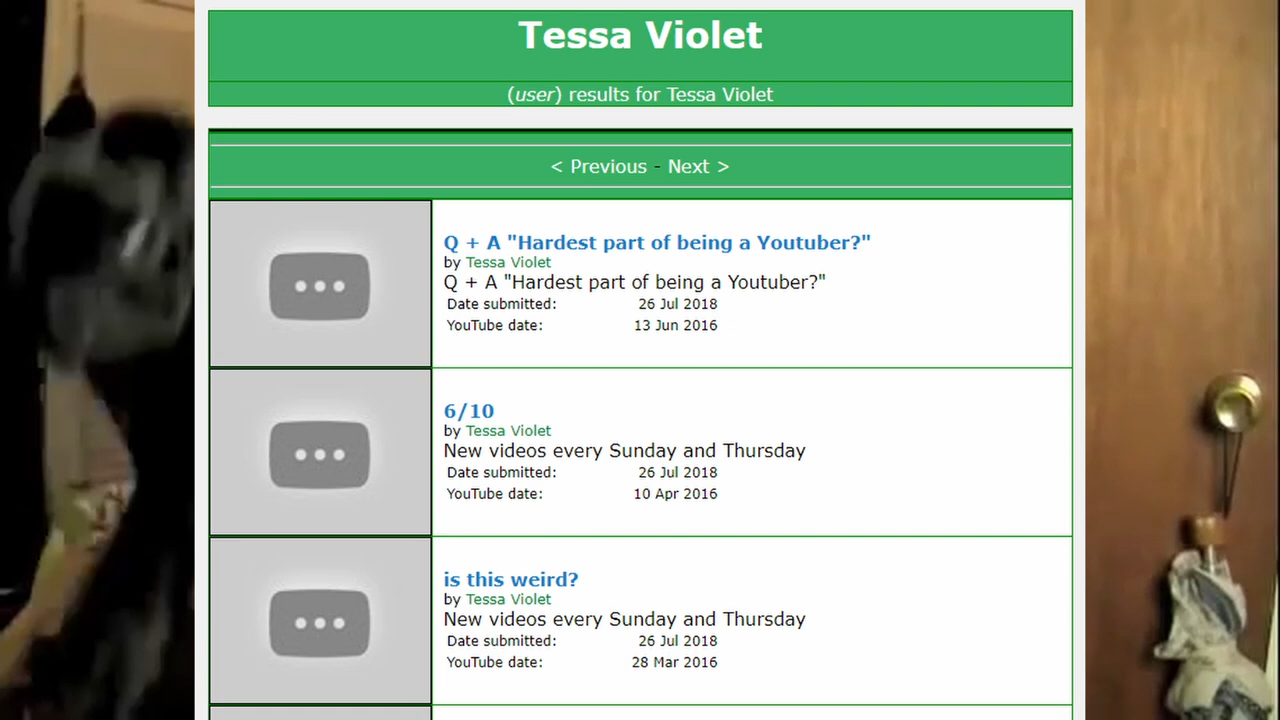 Tessa Violet
(user) results for Tessa Violet
< Previous - Next >
Q + A "Hardest part of being a Youtuber?"
by Tessa Violet
Q + A "Hardest part of being a Youtuber?"
Date submitted: 26 Jul 2018
YouTube date: 13 Jun 2016
6/10
by Tessa Violet
New videos every Sunday and Thursday
Date submitted: 26 Jul 2018
YouTube date: 10 Apr 2016
is this weird?
by Tessa Violet
New videos every Sunday and Thursday
Date submitted: 26 Jul 2018
YouTube date: 28 Mar 2016